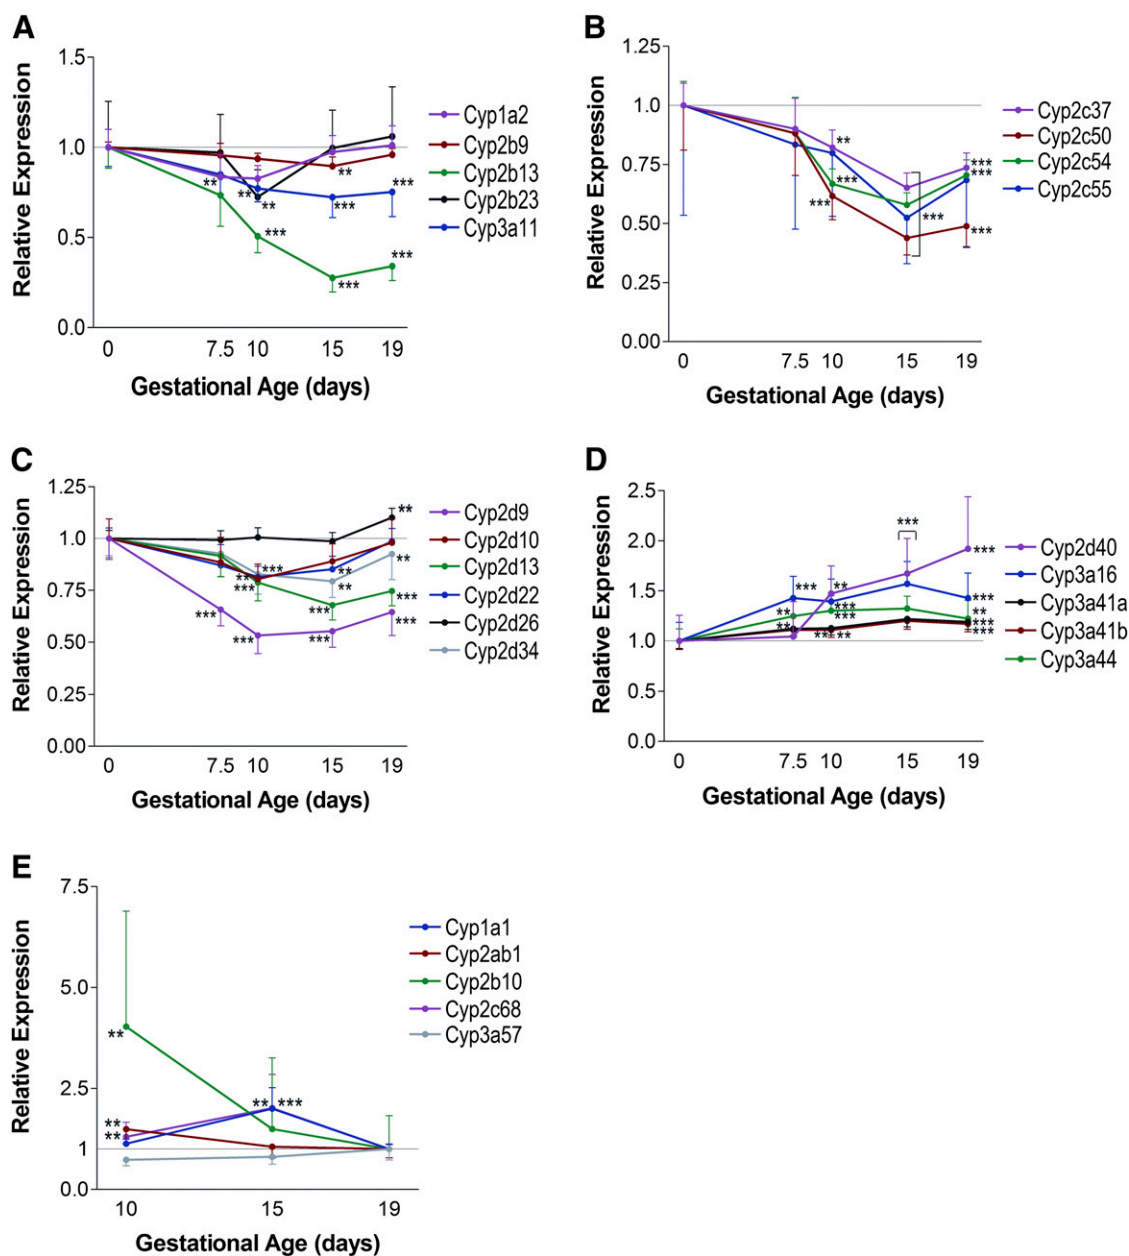 A
B
1.5
1.0
0.5
0.0
Relative Expression
0
7.5
10
15
19
Gestational Age (days)
**
**
**
***
***
**
***
***
***
Cyp1a2
Cyp2b9
Cyp2b13
Cyp2b23
Cyp3a11
1.25
1.0
0.75
0.50
0.25
0.00
Relative Expression
0
7.5
10
15
19
Gestational Age (days)
**
***
***
***
***
***
***
Cyp2c37
Cyp2c50
Cyp2c54
Cyp2c55
C
D
1.25
1.0
0.75
0.50
0.25
0.00
Relative Expression
0
7.5
10
15
19
Gestational Age (days)
***
***
**
***
***
**
**
***
***
**
***
***
Cyp2d9
Cyp2d10
Cyp2d13
Cyp2d22
Cyp2d26
Cyp2d34
2.5
2.0
1.5
1.0
0.5
0.0
Relative Expression
0
7.5
10
15
19
Gestational Age (days)
***
**
**
**
***
***
**
**
***
***
***
**
***
***
Cyp2d40
Cyp3a16
Cyp3a41a
Cyp3a41b
Cyp3a44
E
7.5
5.0
2.5
1
0.0
Relative Expression
10
15
19
Gestational Age (days)
**
**
**
**
***
Cyp1a1
Cyp2ab1
Cyp2b10
Cyp2c68
Cyp3a57